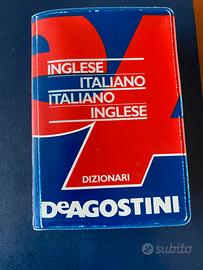 INGLESE
ITALIANO
ITALIANO
INGLESE
DIZIONARI
DeAGOSTINI
subito